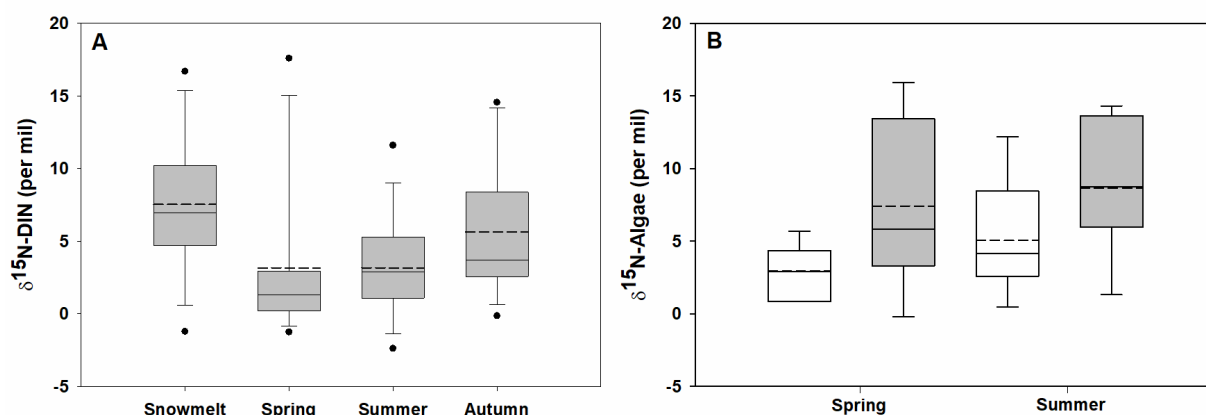 A
20
15
10
5
0
-5
δ15N-DIN (per mil)
Snowmelt Spring Summer Autumn
B
20
15
10
5
0
-5
δ15N-Algae (per mil)
Spring Summer